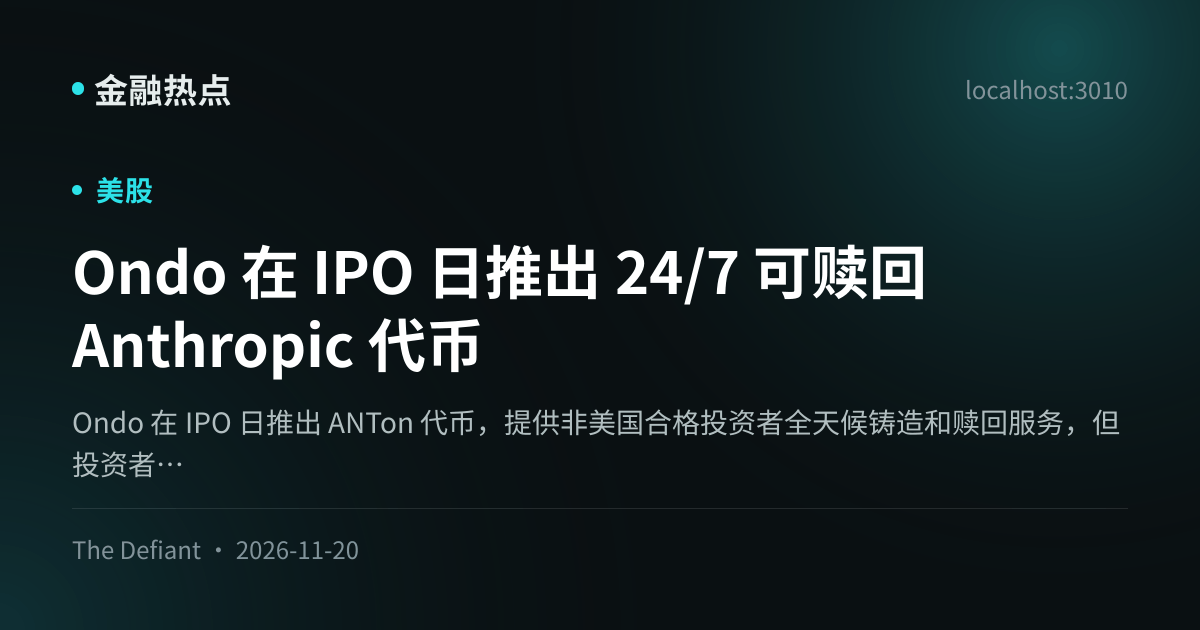 金融热点
localhost:3010
美股
Ondo 在 IPO 日推出 24/7 可赎回
Anthropic 代币
Ondo 在 IPO 日推出 ANTon 代币，提供非美国合格投资者全天候铸造和赎回服务，但
投资者…
The Defiant · 2026-11-20